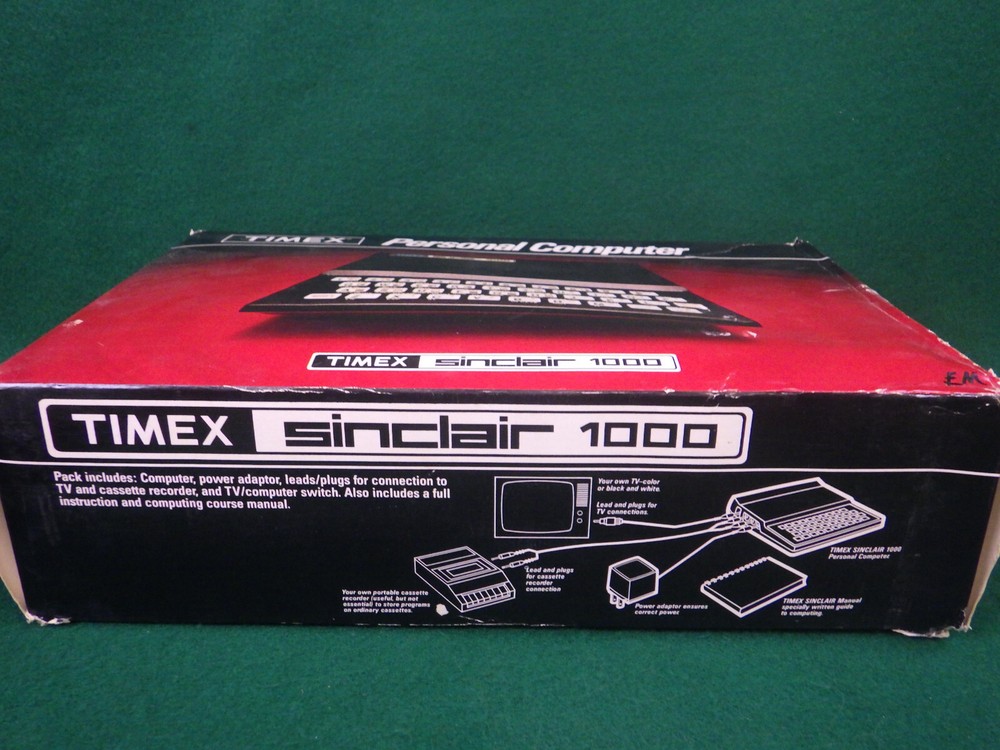 TIMEX Personal Computer
TIMEX sinclair 1000
EM
TIMEX sinclair 1000
Pack includes: Computer, power adaptor, leads/plugs for connection to
TV and cassette recorder, and TV/computer switch. Also includes a full
instruction and computing course manual.
Your own TV-color
or black and white.
Lead and plugs for
TV connections.
TIMEX SINCLAIR 1000
Personal Computer
Lead and plugs
for cassette
recorder
connection
Your own portable cassette
recorder (useful, but not
essential) to store programs
on ordinary cassettes.
Power adaptor ensures
correct power.
TIMEX SINCLAIR Manual
specially written guide
to computing.